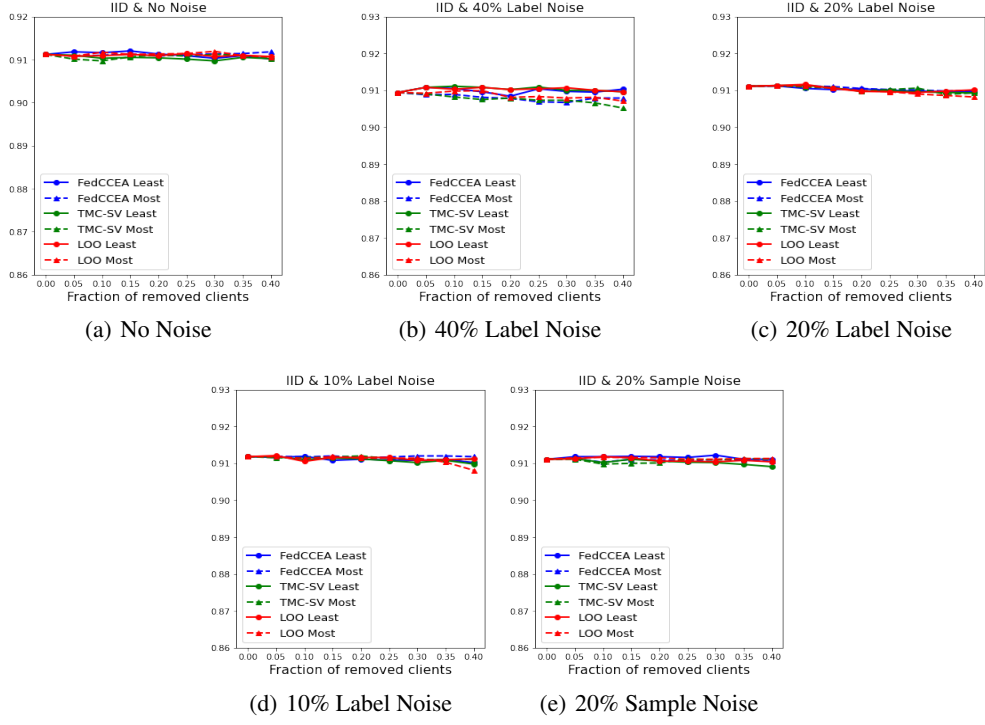 IID & No Noise
0.92
0.91
0.90
0.89
0.88
0.87
0.86
FedCCEA Least
FedCCEA Most
TMC-SV Least
TMC-SV Most
LOO Least
LOO Most
0.00 0.05 0.10 0.15 0.20 0.25 0.30 0.35 0.40
Fraction of removed clients
(a) No Noise
IID & 40% Label Noise
0.93
0.92
0.91
0.90
0.89
0.88
0.87
0.86
FedCCEA Least
FedCCEA Most
TMC-SV Least
TMC-SV Most
LOO Least
LOO Most
0.00 0.05 0.10 0.15 0.20 0.25 0.30 0.35 0.40
Fraction of removed clients
(b) 40% Label Noise
IID & 20% Label Noise
0.93
0.92
0.91
0.90
0.89
0.88
0.87
0.86
FedCCEA Least
FedCCEA Most
TMC-SV Least
TMC-SV Most
LOO Least
LOO Most
0.00 0.05 0.10 0.15 0.20 0.25 0.30 0.35 0.40
Fraction of removed clients
(c) 20% Label Noise
IID & 10% Label Noise
0.93
0.92
0.91
0.90
0.89
0.88
0.87
0.86
FedCCEA Least
FedCCEA Most
TMC-SV Least
TMC-SV Most
LOO Least
LOO Most
0.00 0.05 0.10 0.15 0.20 0.25 0.30 0.35 0.40
Fraction of removed clients
(d) 10% Label Noise
IID & 20% Sample Noise
0.93
0.92
0.91
0.90
0.89
0.88
0.87
0.86
FedCCEA Least
FedCCEA Most
TMC-SV Least
TMC-SV Most
LOO Least
LOO Most
0.00 0.05 0.10 0.15 0.20 0.25 0.30 0.35 0.40
Fraction of removed clients
(e) 20% Sample Noise